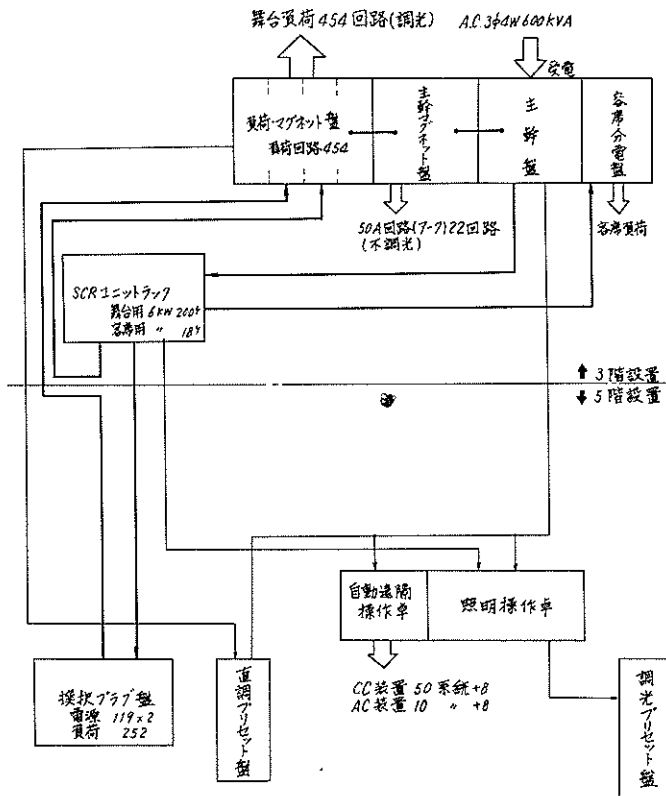 舞台負荷454回路(調光)
A.C.3φ4W600KVA
受電
負荷・マグネット盤
負荷回路454
主幹マグネット盤
主幹盤
客席分電盤
50A回路(アーク)22回路
(不調光)
客席負荷
SCRユニットラック
舞台用 6KW 200ケ
客席用 〃 18ケ
↑ 3階設置
↓ 5階設置
自動遠隔
操作卓
照明操作卓
CC装置 50 系統+8
AC装置 10 〃 +8
撰択プラグ盤
電源 119×2
負荷 252
直調プリセット盤
調光プリセット盤